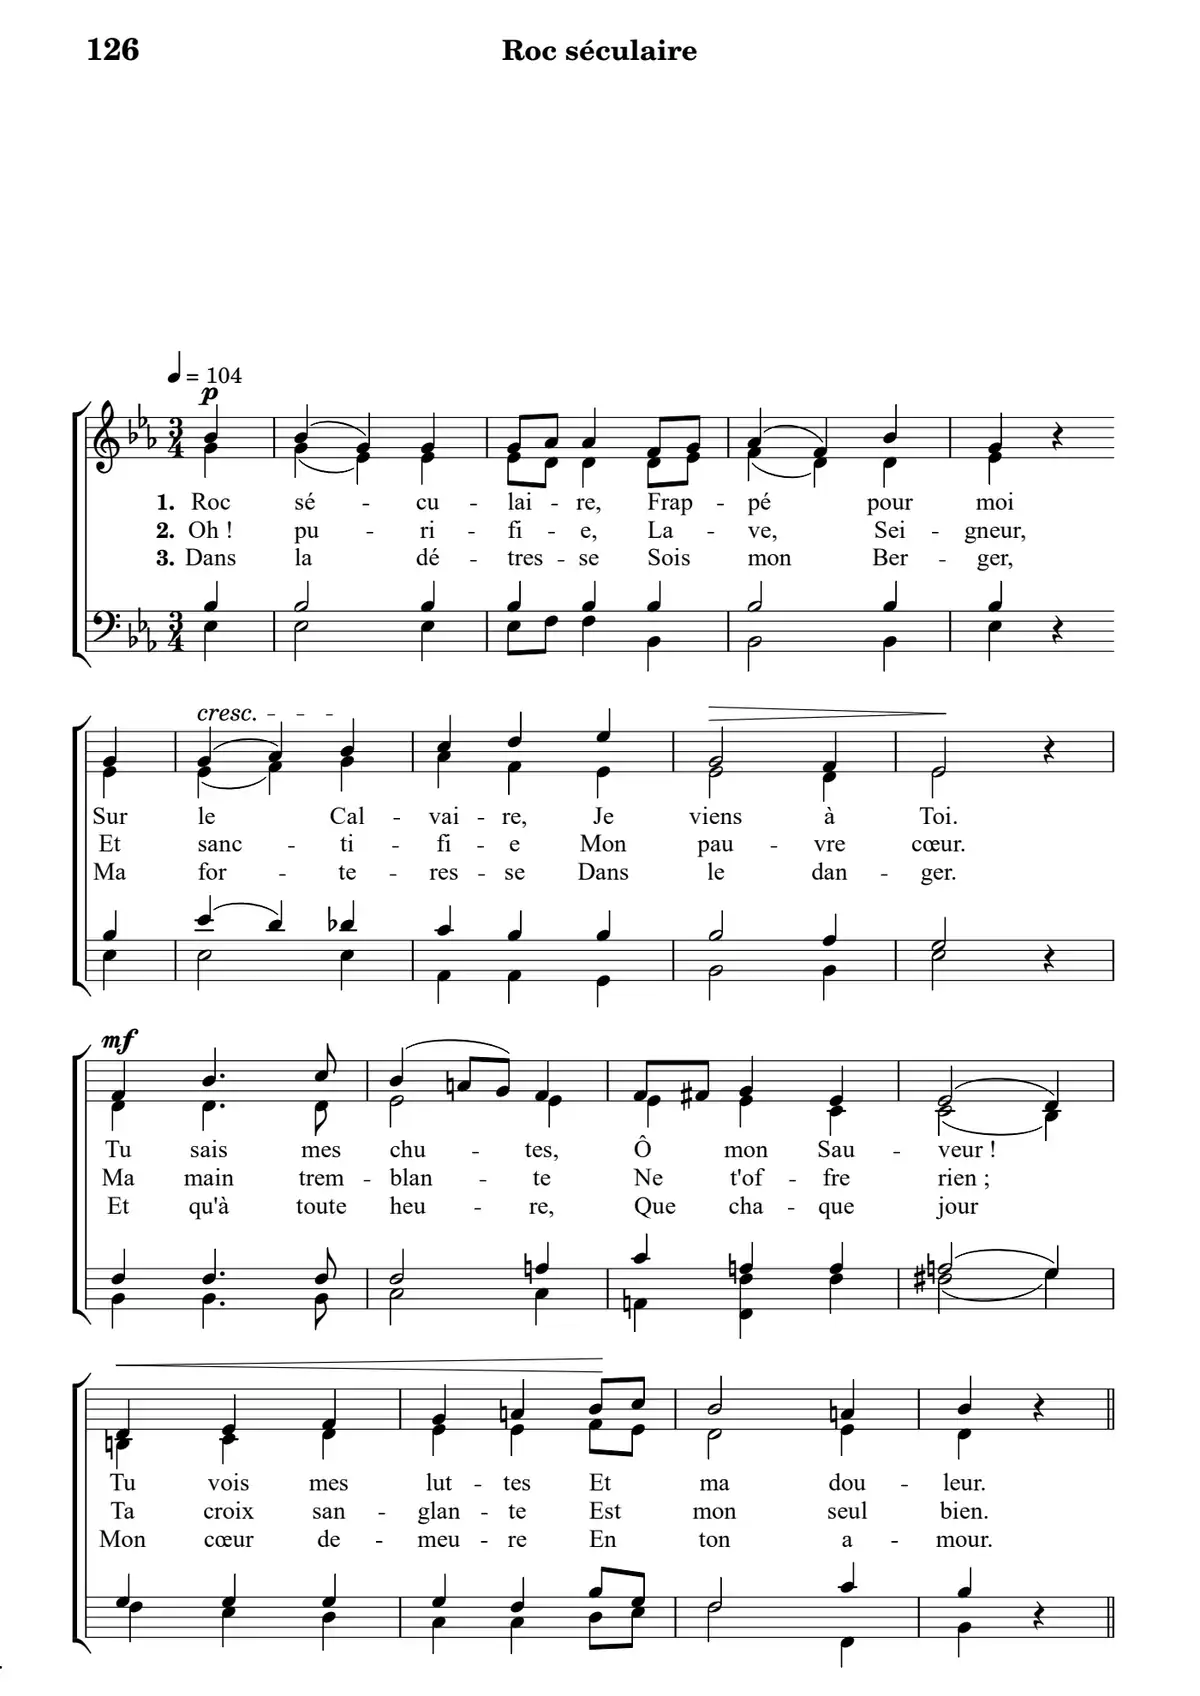 126 Roc séculaire
= 104
p
1. Roc sé - cu - lai - re, Frap - pé pour moi
2. Oh ! pu - ri - fi - e, La - ve, Sei - gneur,
3. Dans la dé - tres - se Sois mon Ber - ger,
cresc.
Sur le Cal - vai - re, Je viens à Toi.
Et sanc - ti - fi - e Mon pau - vre cœur.
Ma for - te - res - se Dans le dan - ger.
mf
Tu sais mes chu - tes, Ô mon Sau - veur !
Ma main trem - blan - te Ne t'of - fre rien ;
Et qu'à toute heu - re, Que cha - que jour
Tu vois mes lut - tes Et ma dou - leur.
Ta croix san - glan - te Est mon seul bien.
Mon cœur de - meu - re En ton a - mour.